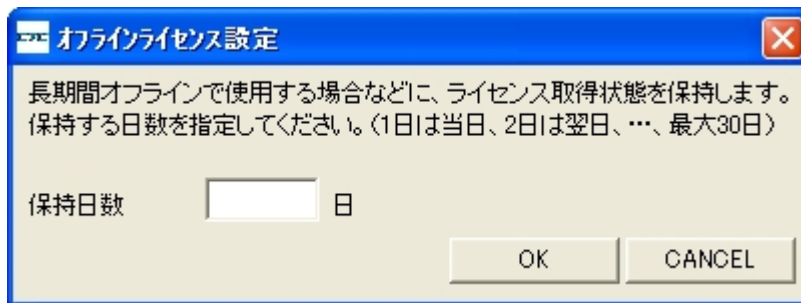 オフラインライセンス設定
長期間オフラインで使用する場合などに、ライセンス取得状態を保持します。
保持する日数を指定してください。(1日は当日、2日は翌日、…、最大30日)
保持日数 日
OK CANCEL